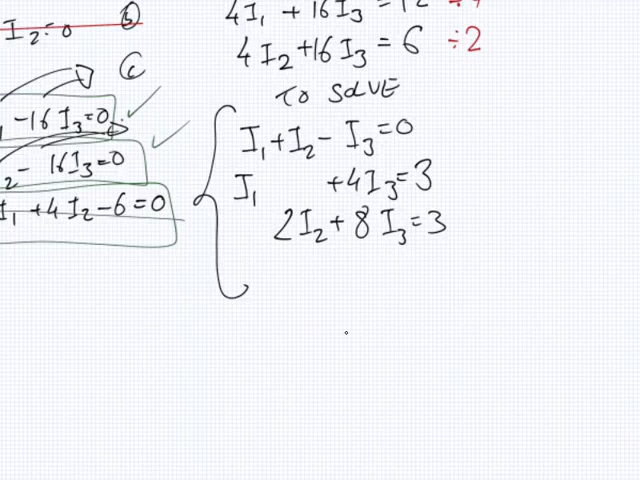 I₂=0 ⓑ
ⓒ
-16I₃=0
₂- 16I₃=0
I₁ +4I₂-6=0
4I₁ + 16I₃ = 12
4I₂+16I₃ = 6 ÷2
TO SOLVE
I₁+I₂- I₃=0
I₁ +4I₃=3
2I₂+ 8I₃=3